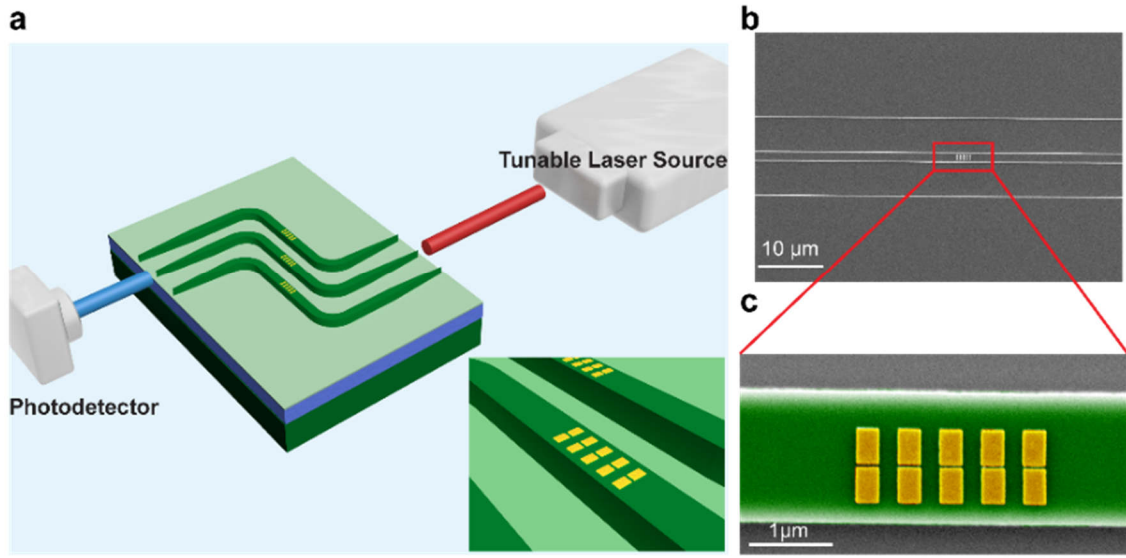 a
Tunable Laser Source
Photodetector
b
10 µm
c
1µm